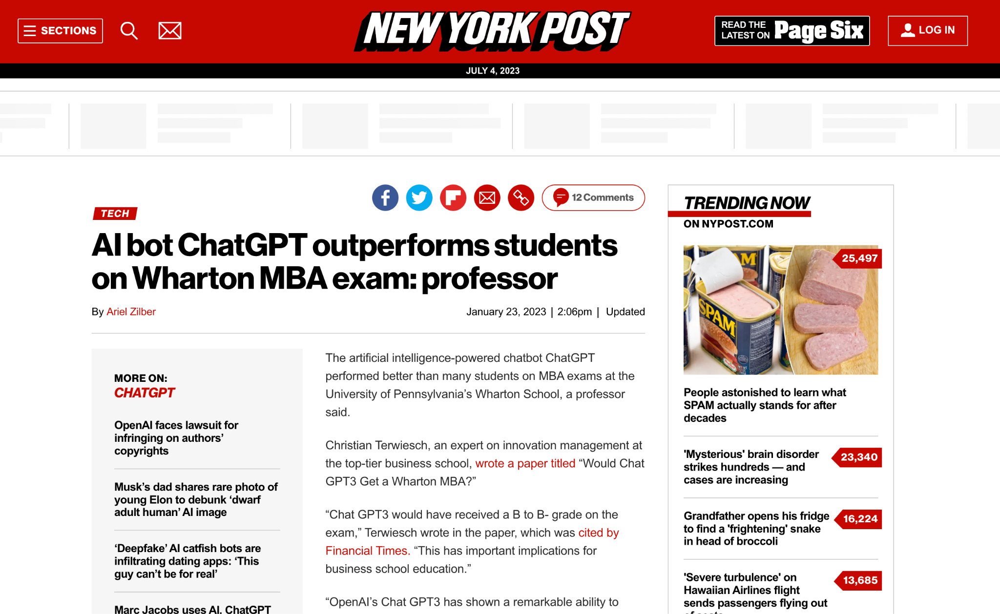 SECTIONS
NEW YORK POST
READ THE
LATEST ON
Page Six
LOG IN
JULY 4, 2023
12 Comments
TECH
AI bot ChatGPT outperforms students
on Wharton MBA exam: professor
By Ariel Zilber
January 23, 2023 | 2:06pm | Updated
MORE ON:
CHATGPT
OpenAI faces lawsuit for
infringing on authors’
copyrights
Musk’s dad shares rare photo of
young Elon to debunk ‘dwarf
adult human’ AI image
‘Deepfake’ AI catfish bots are
infiltrating dating apps: ‘This
guy can’t be for real’
Marc Jacobs uses AI, ChatGPT
The artificial intelligence-powered chatbot ChatGPT
performed better than many students on MBA exams at the
University of Pennsylvania’s Wharton School, a professor
said.
Christian Terwiesch, an expert on innovation management at
the top-tier business school, wrote a paper titled “Would Chat
GPT3 Get a Wharton MBA?”
“Chat GPT3 would have received a B to B- grade on the
exam,” Terwiesch wrote in the paper, which was cited by
Financial Times. “This has important implications for
business school education.”
“OpenAI’s Chat GPT3 has shown a remarkable ability to
TRENDING NOW
ON NYPOST.COM
25,497
SPAM
People astonished to learn what
SPAM actually stands for after
decades
'Mysterious' brain disorder
strikes hundreds — and
cases are increasing
23,340
Grandfather opens his fridge
to find a 'frightening' snake
in head of broccoli
16,224
'Severe turbulence' on
Hawaiian Airlines flight
sends passengers flying out
13,685